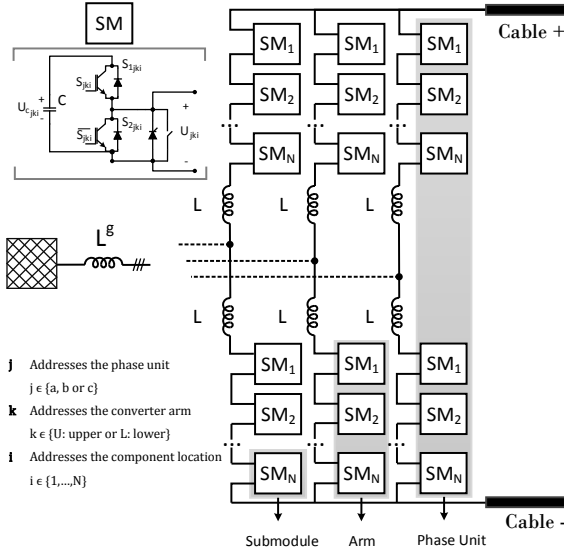 SM
S1jki
Sjki
C
Ucjki
+
-
S2jki
Sjki
+
Ujki
-
SM1 SM1 SM1
Cable +
SM2 SM2 SM2
... ... ...
SMN SMN SMN
L L L
Lg
L L L
SM1 SM1 SM1
SM2 SM2 SM2
... ... ...
SMN SMN SMN
j Addresses the phase unit
j ϵ {a, b or c}
k Addresses the converter arm
k ϵ {U: upper or L: lower}
i Addresses the component location
i ϵ {1,...,N}
Cable -
Submodule Arm Phase Unit